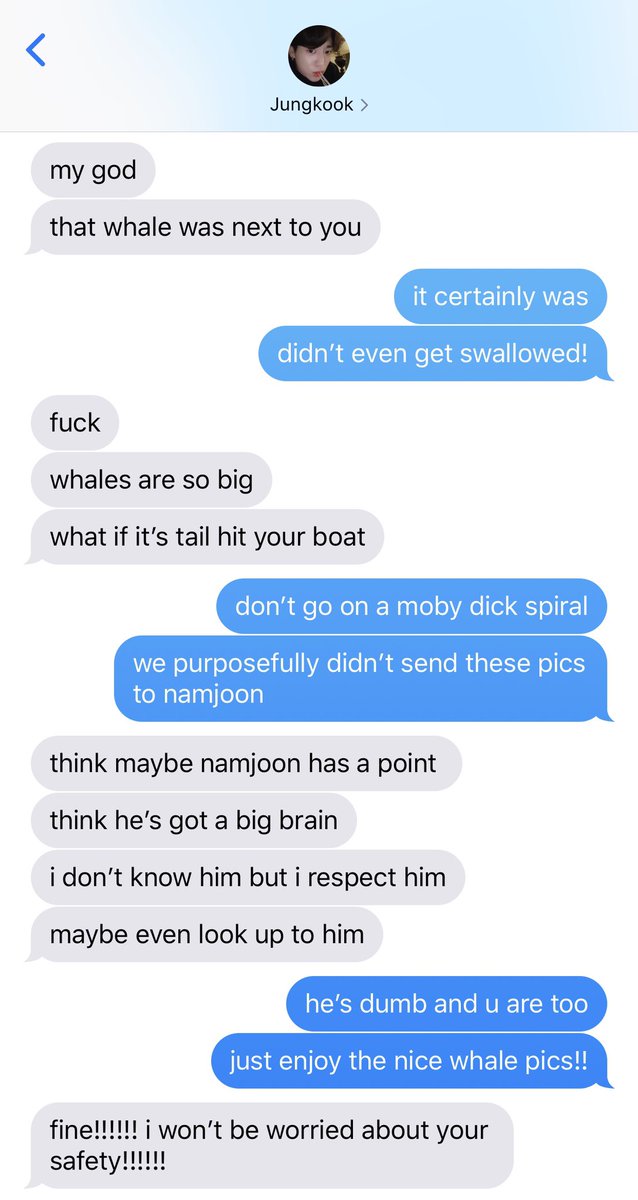 Jungkook
my god
that whale was next to you
it certainly was
didn’t even get swallowed!
fuck
whales are so big
what if it’s tail hit your boat
don’t go on a moby dick spiral
we purposefully didn’t send these pics
to namjoon
think maybe namjoon has a point
think he’s got a big brain
i don’t know him but i respect him
maybe even look up to him
he’s dumb and u are too
just enjoy the nice whale pics!!
fine!!!!!! i won’t be worried about your
safety!!!!!!